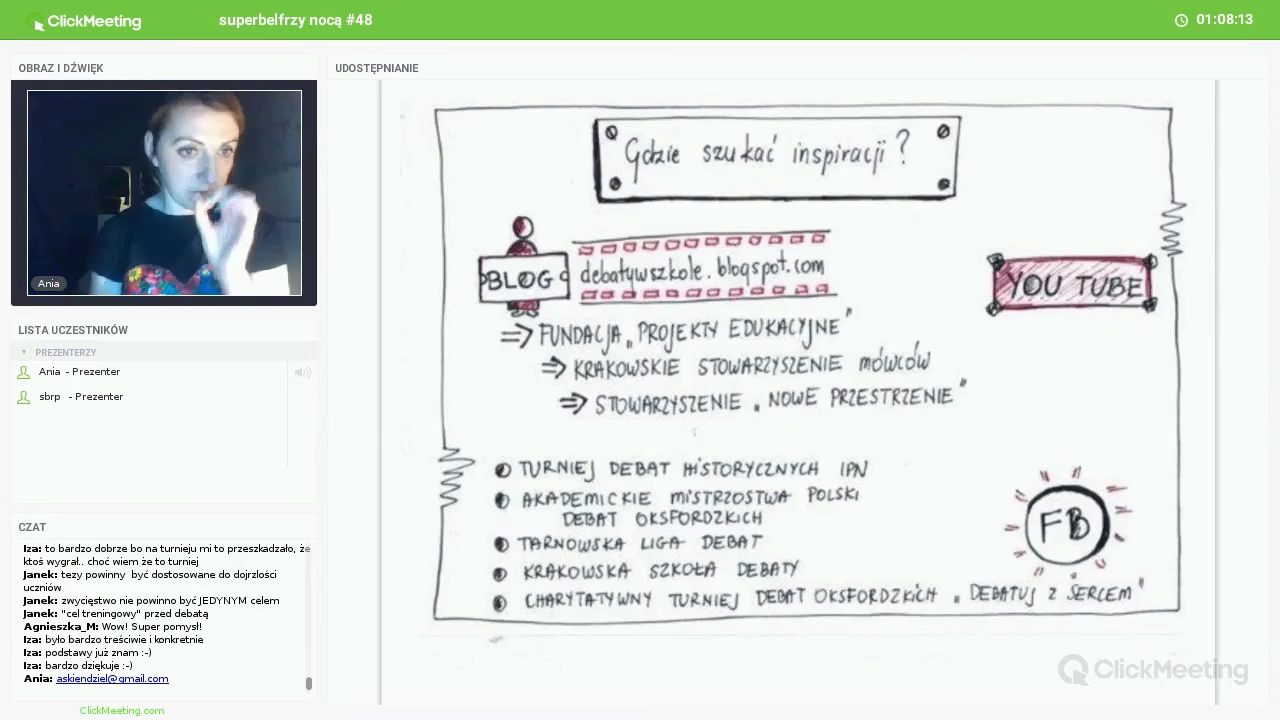 ClickMeeting
superbelfrzy nocą #48
01:08:13
OBRAZ I DŹWIĘK
Ania
LISTA UCZESTNIKÓW
PREZENTERZY
Ania - Prezenter
sbrp - Prezenter
CZAT
Iza: to bardzo dobrze bo na turnieju mi to przeszkadzało, że
ktoś wygrał.. choć wiem że to turniej
Janek: tezy powinny być dostosowane do dojrzłości
uczniów
Janek: zwycięstwo nie powinno być JEDYNYM celem
Janek: "cel treningowy" przed debatą
Agnieszka_M: Wow! Super pomysł!
Iza: było bardzo treściwie i konkretnie
Iza: podstawy już znam :-)
Iza: bardzo dziękuje :-)
Ania: askiendziel@gmail.com
ClickMeeting.com
UDOSTĘPNIANIE
Gdzie szukać inspiracji?
BLOG
debatywszkole.blogspot.com
YOU TUBE
⇒ FUNDACJA „PROJEKTY EDUKACYJNE"
⇒ KRAKOWSKIE STOWARZYSZENIE MÓWCÓW
⇒ STOWARZYSZENIE „NOWE PRZESTRZENIE"
TURNIEJ DEBAT HISTORYCZNYCH IPN
AKADEMICKIE MISTRZOSTWA POLSKI
DEBAT OKSFORDZKICH
TARNOWSKA LIGA DEBAT
KRAKOWSKA SZKOŁA DEBATY
CHARYTATYWNY TURNIEJ DEBAT OKSFORDZKICH „DEBATUJ Z SERCEM"
FB
ClickMeeting